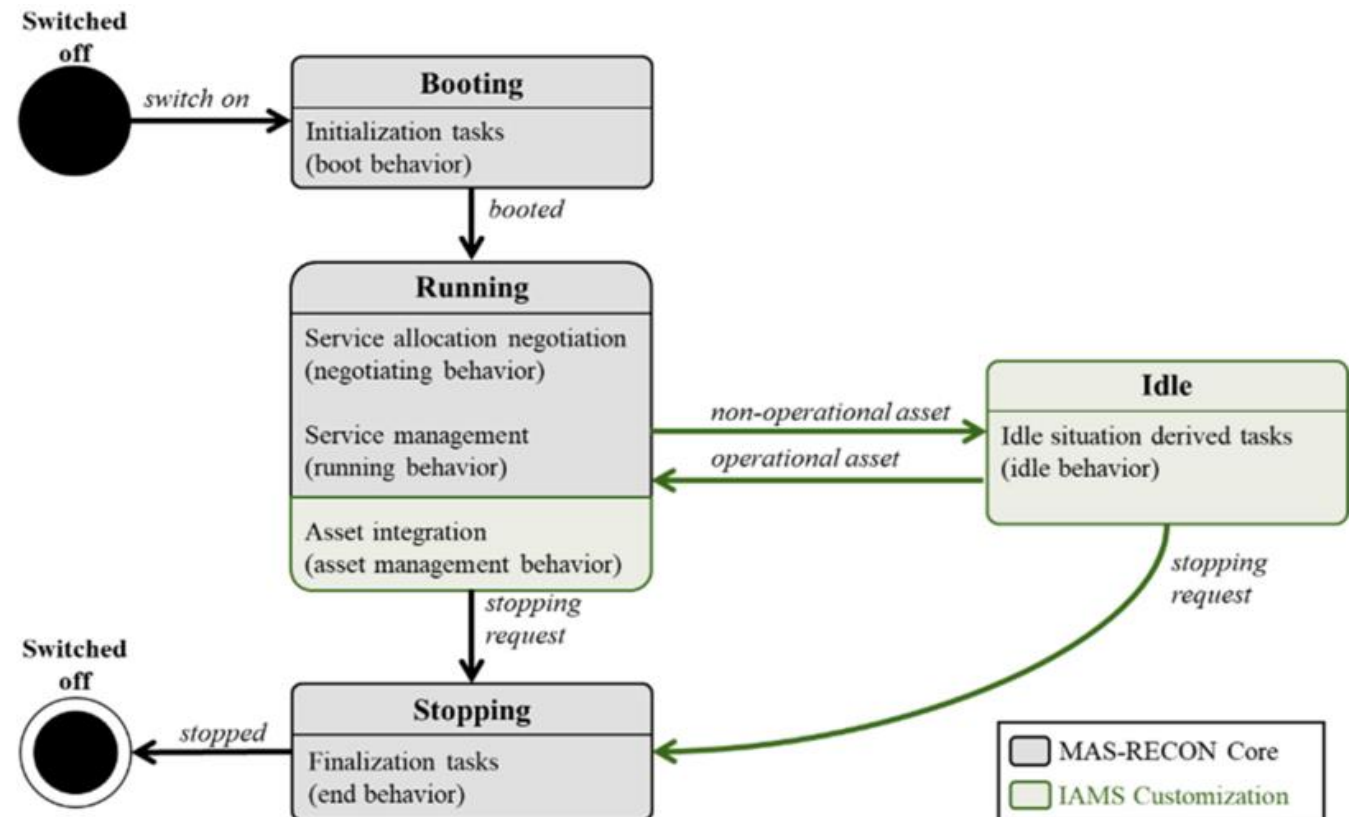 Switched
off
switch on
Booting
Initialization tasks
(boot behavior)
booted
Running
Service allocation negotiation
(negotiating behavior)
Service management
(running behavior)
Asset integration
(asset management behavior)
non-operational asset
operational asset
Idle
Idle situation derived tasks
(idle behavior)
stopping
request
stopping
request
Switched
off
stopped
Stopping
Finalization tasks
(end behavior)
MAS-RECON Core
IAMS Customization